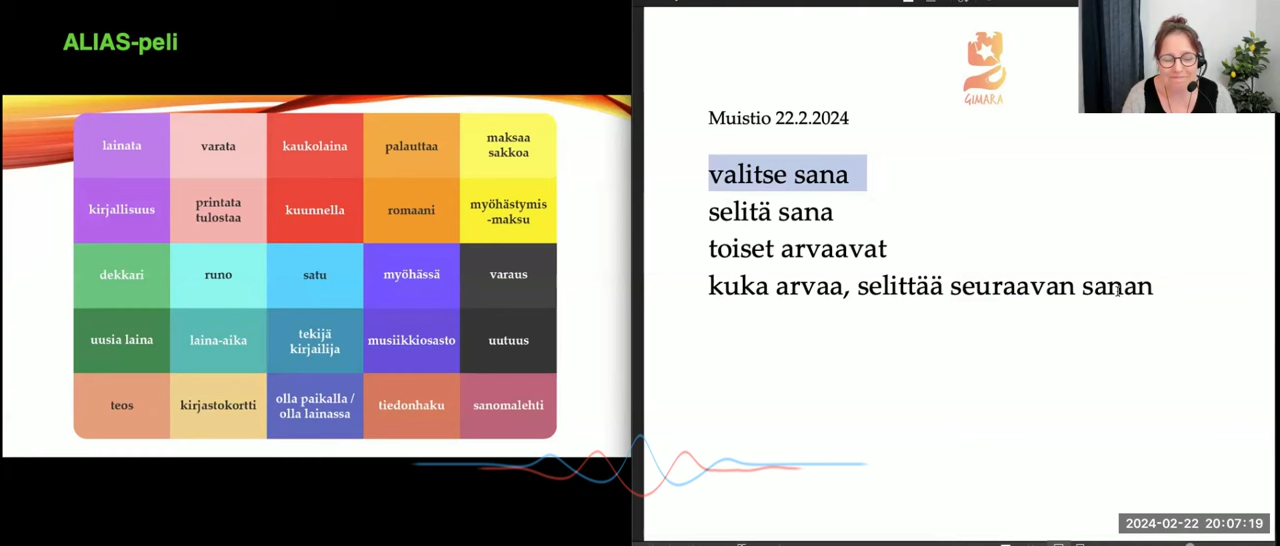 ALIAS-peli
lainata
varata
kaukolaina
palauttaa
maksaa
sakkoa
kirjallisuus
printata
tulostaa
kuunnella
romaani
myöhästymis
-maksu
dekkari
runo
satu
myöhässä
varaus
uusia laina
laina-aika
tekijä
kirjailija
musiikkiosasto
uutuus
teos
kirjastokortti
olla paikalla /
olla lainassa
tiedonhaku
sanomalehti
GIMARA
Muistio 22.2.2024
valitse sana
selitä sana
toiset arvaavat
kuka arvaa, selittää seuraavan sanan
2024-02-22 20:07:19